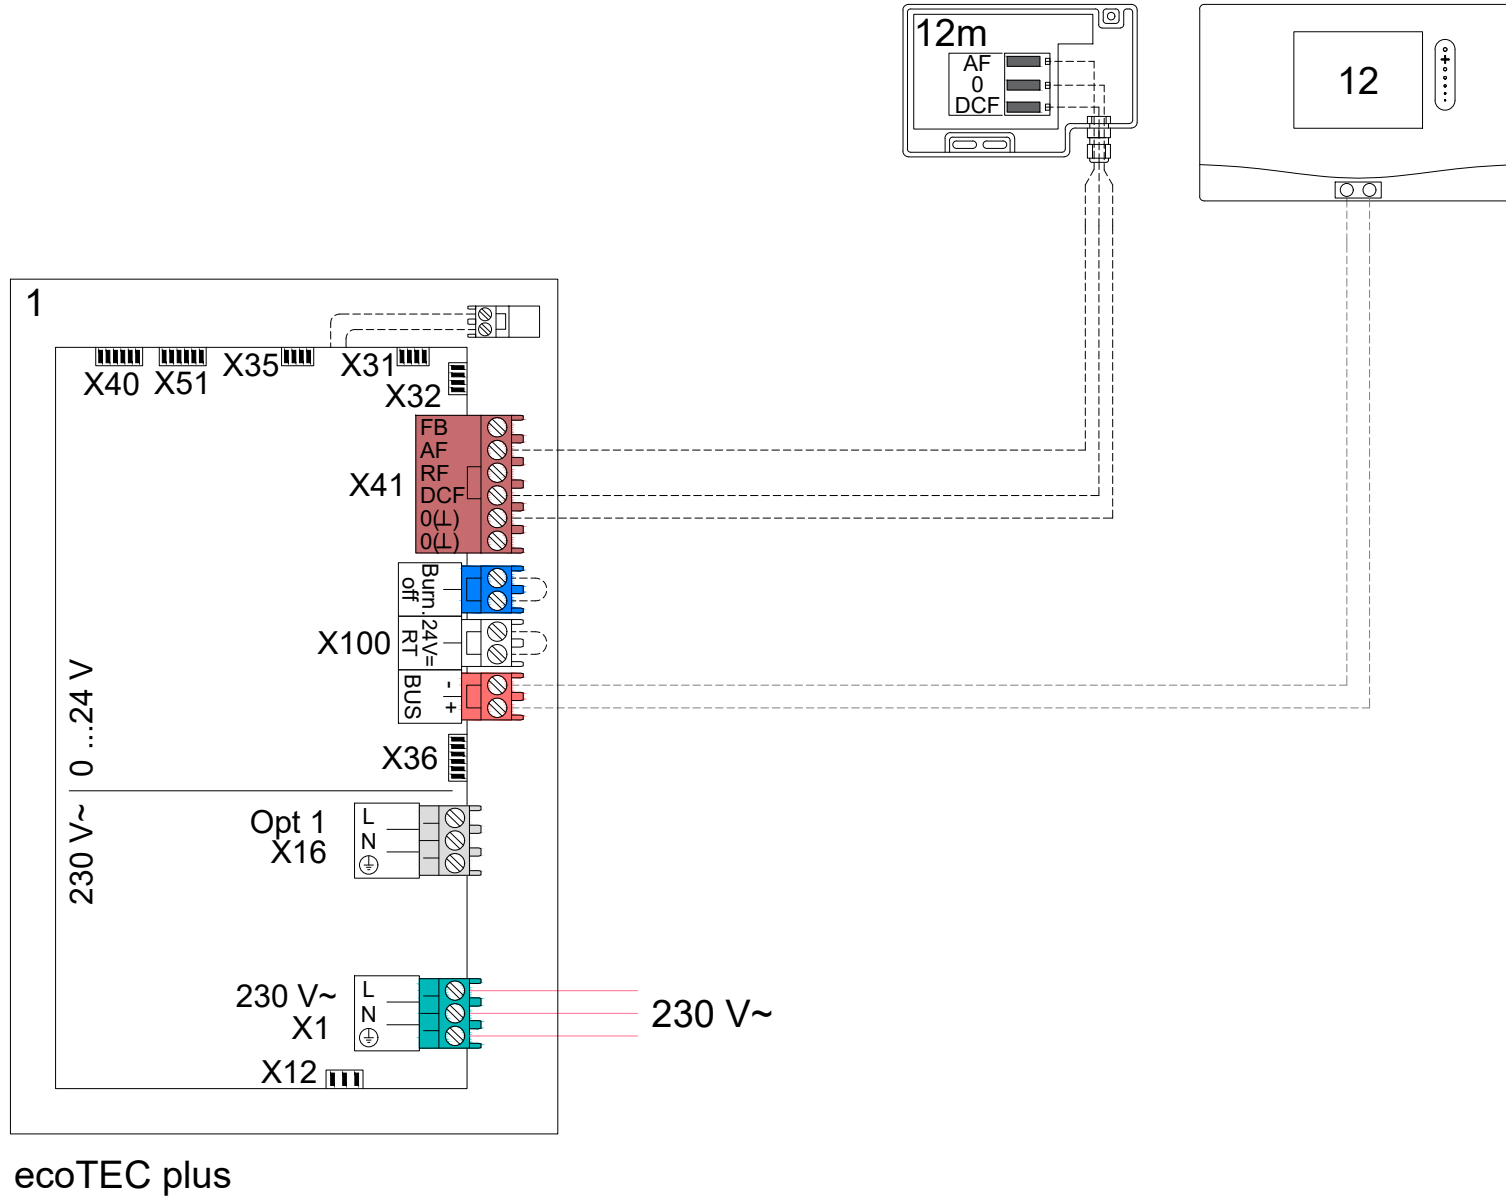 12m
AF
0
DCF
12
1
X40
X51
X35
X31
X32
X41
FB
AF
RF
DCF
0(⊥)
0(⊥)
Burn.
off
X100
24V=
RT
BUS
-
+
0 ...24 V
X36
230 V~
Opt 1
X16
L
N
230 V~
X1
L
N
230 V~
X12
ecoTEC plus